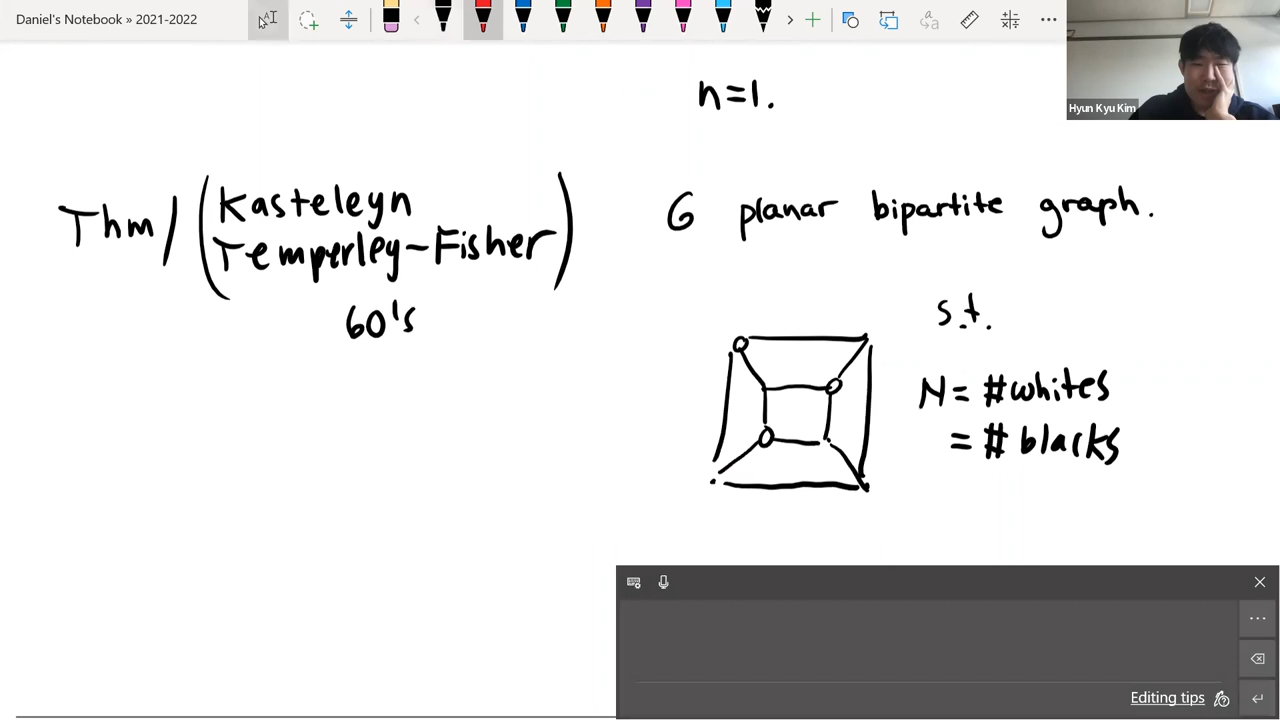 Daniel's Notebook » 2021-2022
Hyun Kyu Kim
n=1.
Thm / (Kasteleyn
Temperley-Fisher)
60's
G planar bipartite graph.
s.t.
N = #whites
= # blacks
Editing tips